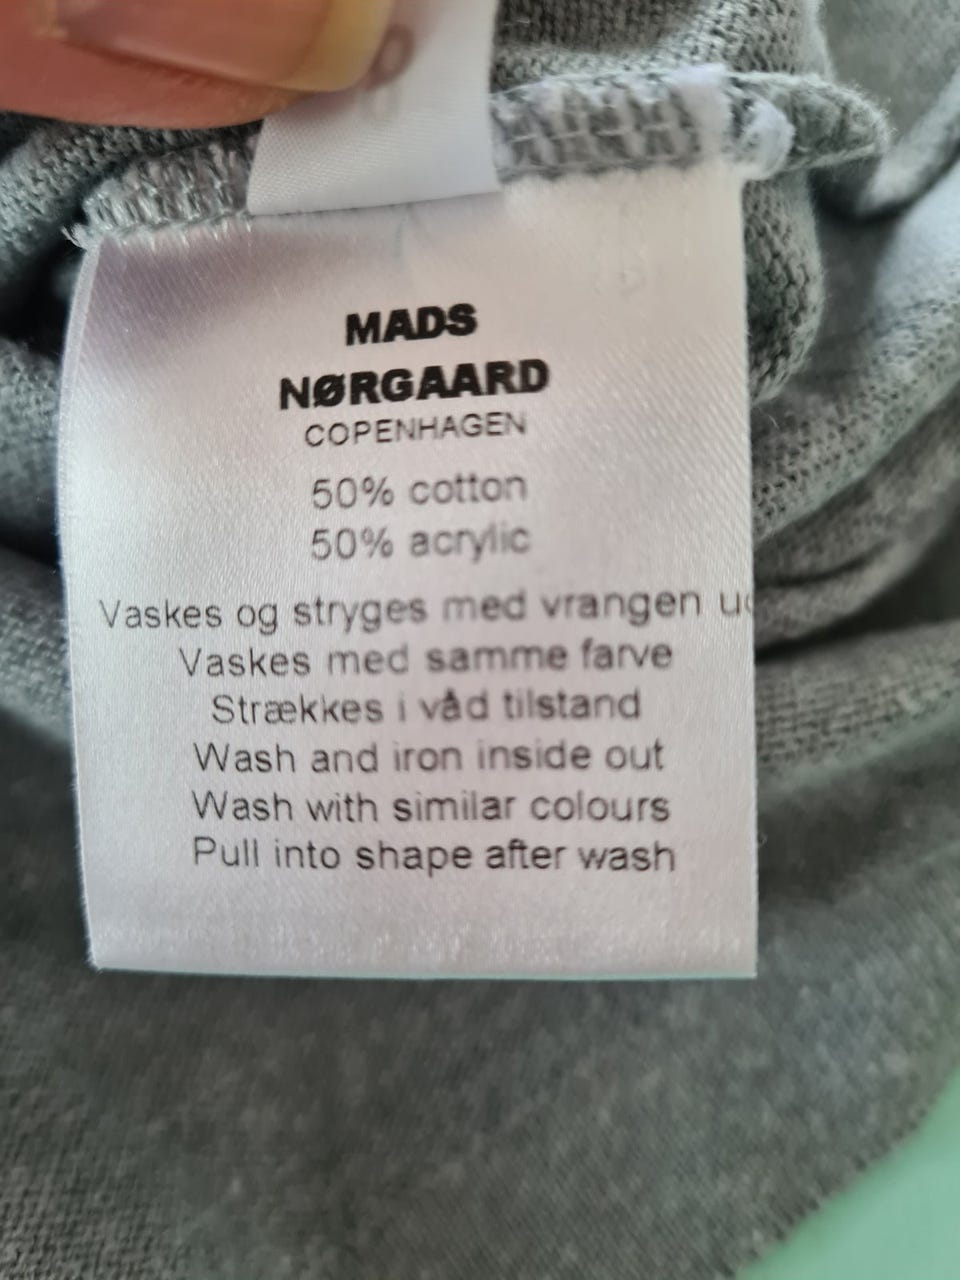 MADS
NØRGAARD
COPENHAGEN
50% cotton
50% acrylic
Vaskes og stryges med vrangen
Vaskes med samme farve
Strækkes i våd tilstand
Wash and iron inside out
Wash with similar colours
Pull into shape after wash